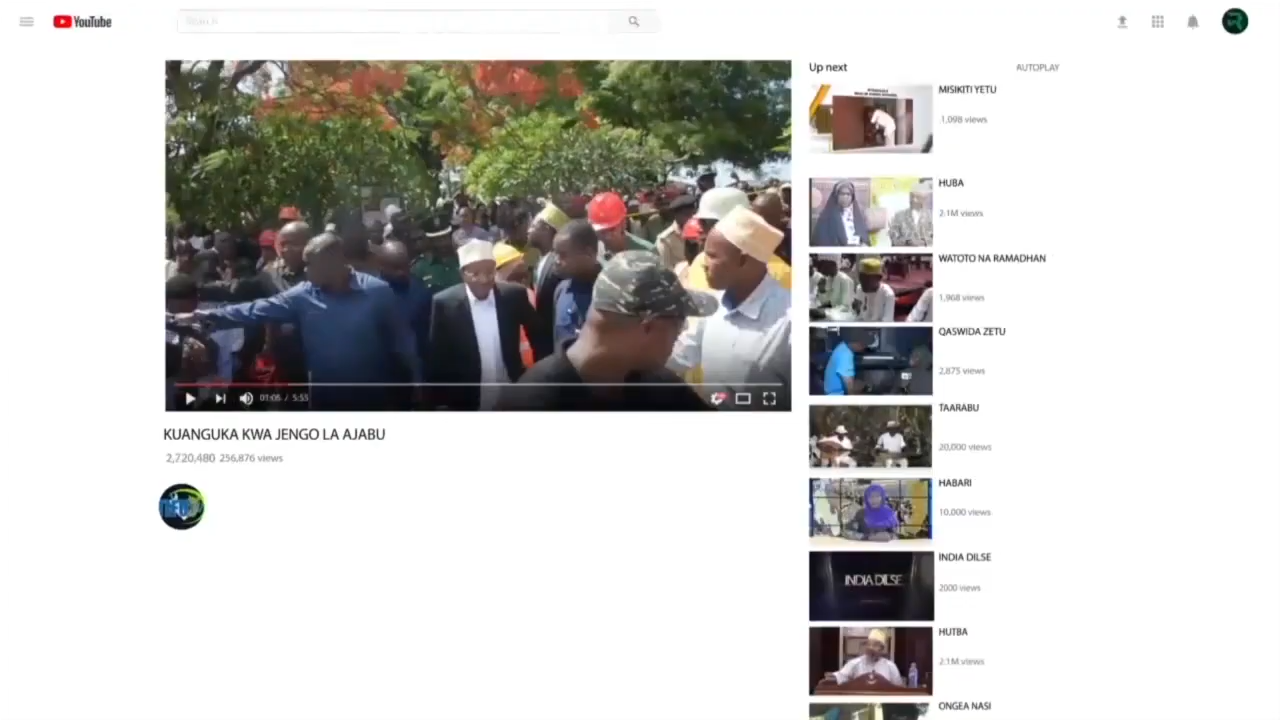 YouTube
Search
01:05 / 5:55
KUANGUKA KWA JENGO LA AJABU
2,720,480 256,876 views
Up next
AUTOPLAY
MISIKITI YETU
1,098 views
HUBA
2.1M views
WATOTO NA RAMADHAN
1,968 views
QASWIDA ZETU
2,875 views
TAARABU
20,000 views
HABARI
10,000 views
INDIA DILSE
INDIA DILSE
2000 views
HUTBA
2.1M views
ONGEA NASI